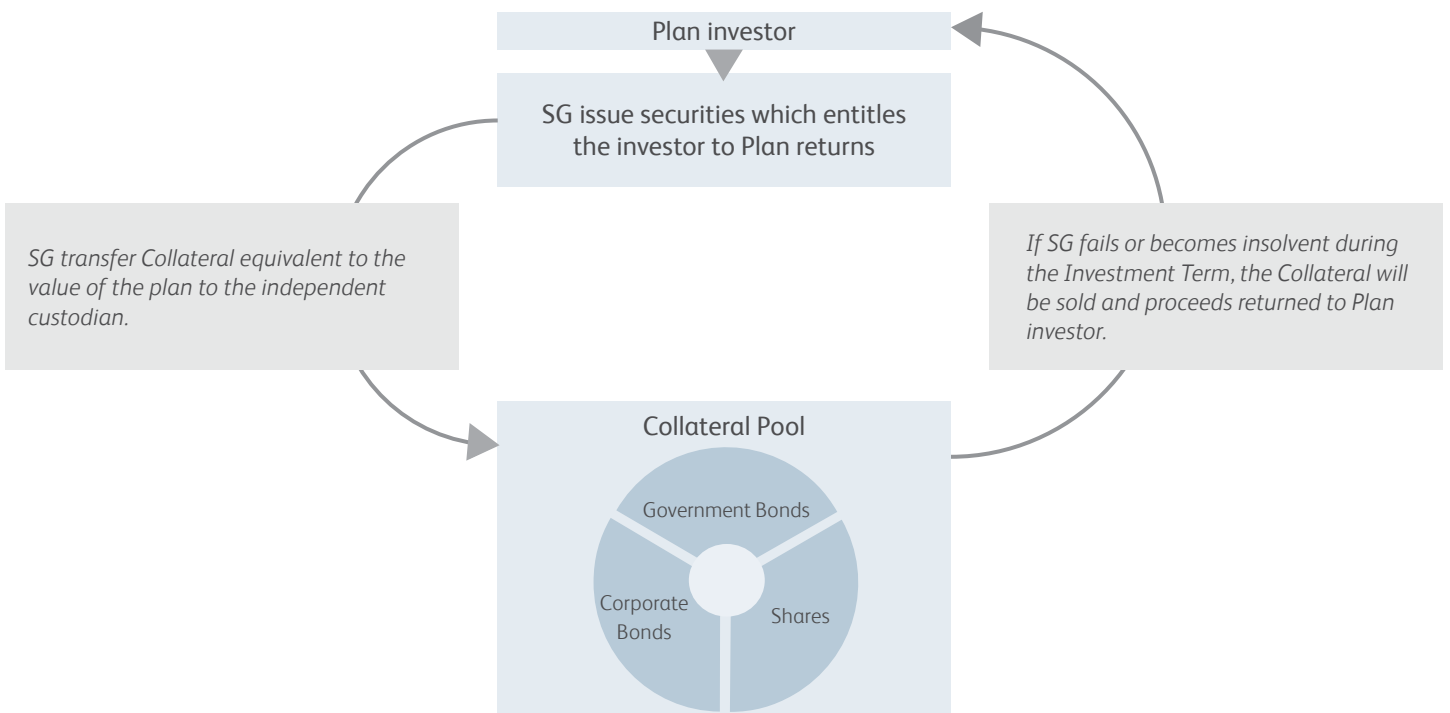 Plan investor
SG issue securities which entitles
the investor to Plan returns
SG transfer Collateral equivalent to the
value of the plan to the independent
custodian.
If SG fails or becomes insolvent during
the Investment Term, the Collateral will
be sold and proceeds returned to Plan
investor.
Collateral Pool
Government Bonds
Corporate
Bonds
Shares